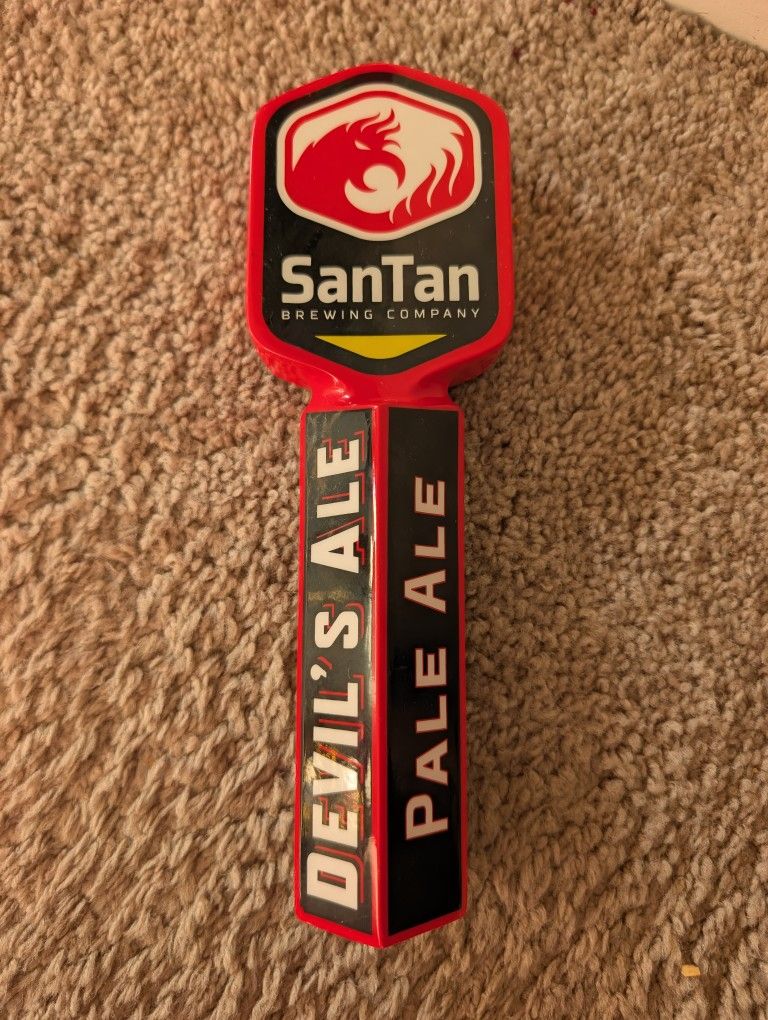 SanTan
BREWING COMPANY
DEVIL'S ALE
PALE ALE